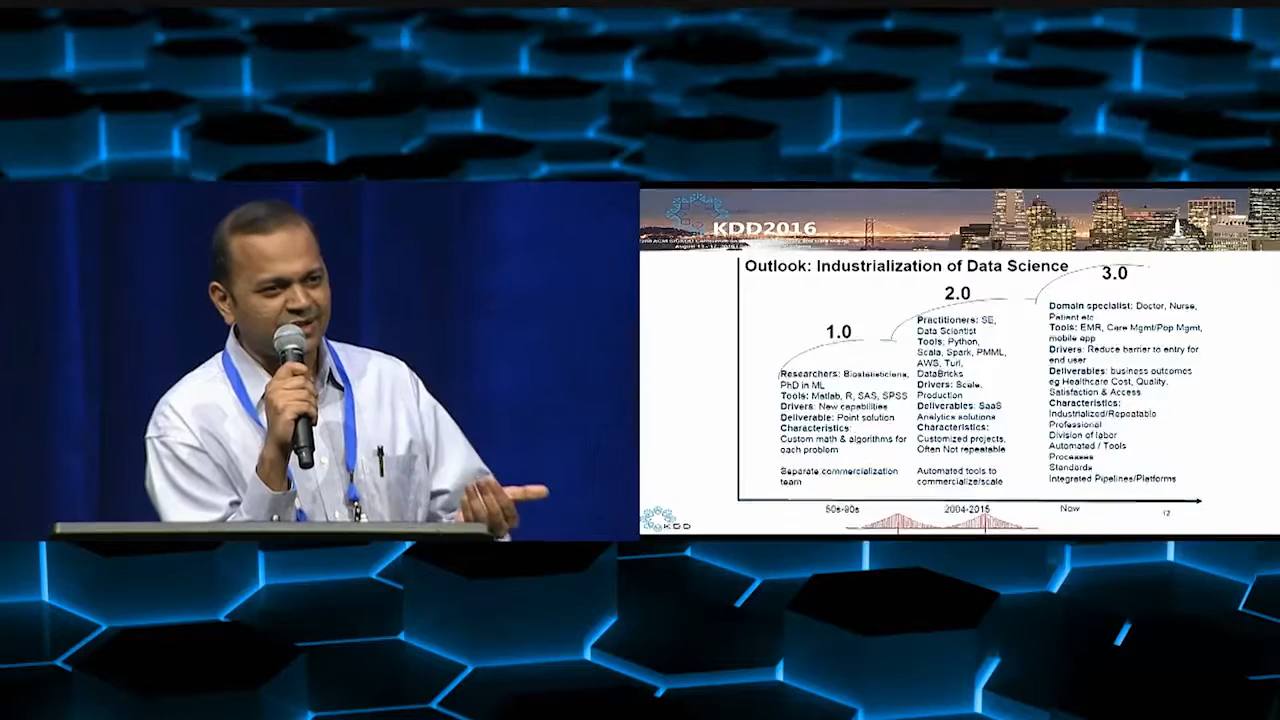 KDD2016
Outlook: Industrialization of Data Science
1.0
Researchers: Biostatisticians,
PhD in ML
Tools: Matlab, R, SAS, SPSS
Drivers: New capabilities
Deliverable: Point solution
Characteristics:
Custom math & algorithms for
each problem
Separate commercialization
team
2.0
Practitioners: SE,
Data Scientist
Tools: Python,
Scala, Spark, PMML,
AWS, Turi,
DataBricks
Drivers: Scale,
Production
Deliverables: SaaS
Analytics solutions
Characteristics:
Customized projects,
Often Not repeatable
Automated tools to
commercialize/scale
3.0
Domain specialist: Doctor, Nurse,
Patient etc
Tools: EMR, Care Mgmt/Pop Mgmt,
mobile app
Drivers: Reduce barrier to entry for
end user
Deliverables: business outcomes
eg Healthcare Cost, Quality,
Satisfaction & Access
Characteristics:
Industrialized/Repeatable
Professional
Division of labor
Automated / Tools
Processes
Standards
Integrated Pipelines/Platforms
50s-90s
2004-2015
Now
12
KDD